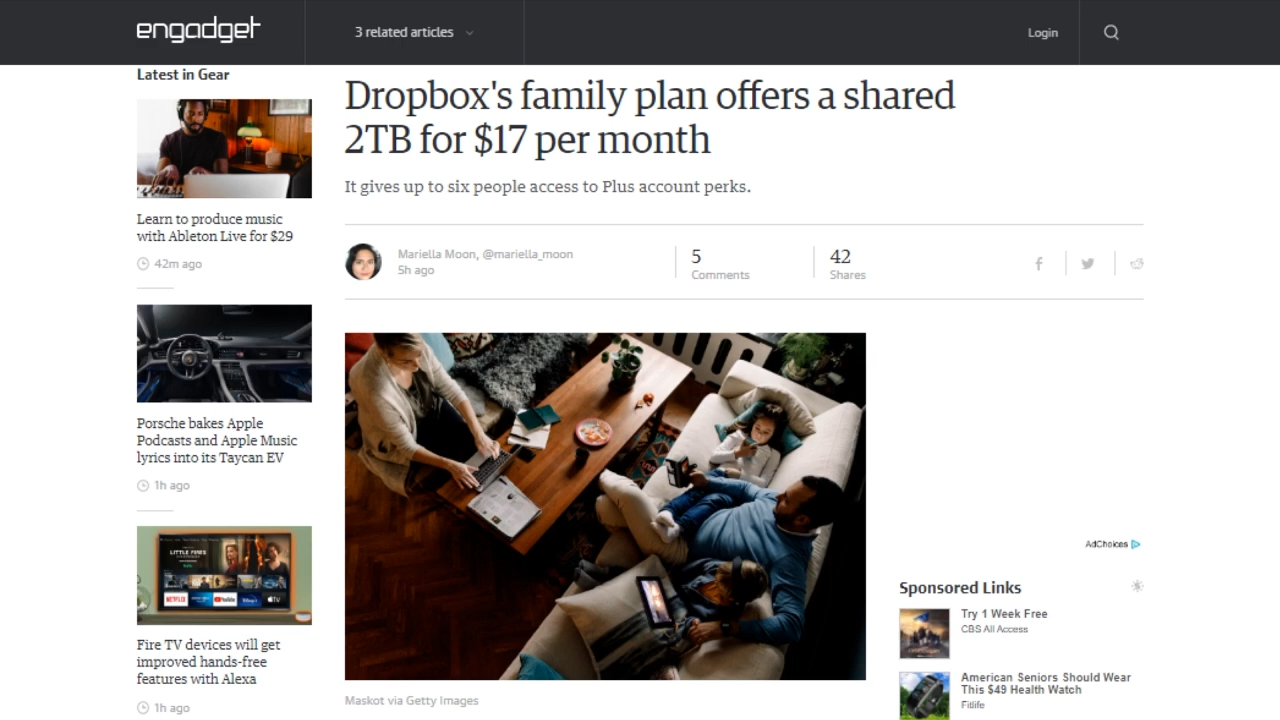 engadget
3 related articles
Login
Latest in Gear
Learn to produce music
with Ableton Live for $29
42m ago
Porsche bakes Apple
Podcasts and Apple Music
lyrics into its Taycan EV
1h ago
LITTLE FIRES
NETFLIX
YouTube
Fire TV devices will get
improved hands-free
features with Alexa
1h ago
Dropbox's family plan offers a shared
2TB for $17 per month
It gives up to six people access to Plus account perks.
Mariella Moon, @mariella_moon
5h ago
5
Comments
42
Shares
Maskot via Getty Images
AdChoices
Sponsored Links
Try 1 Week Free
CBS All Access
American Seniors Should Wear
This $49 Health Watch
Fitlife